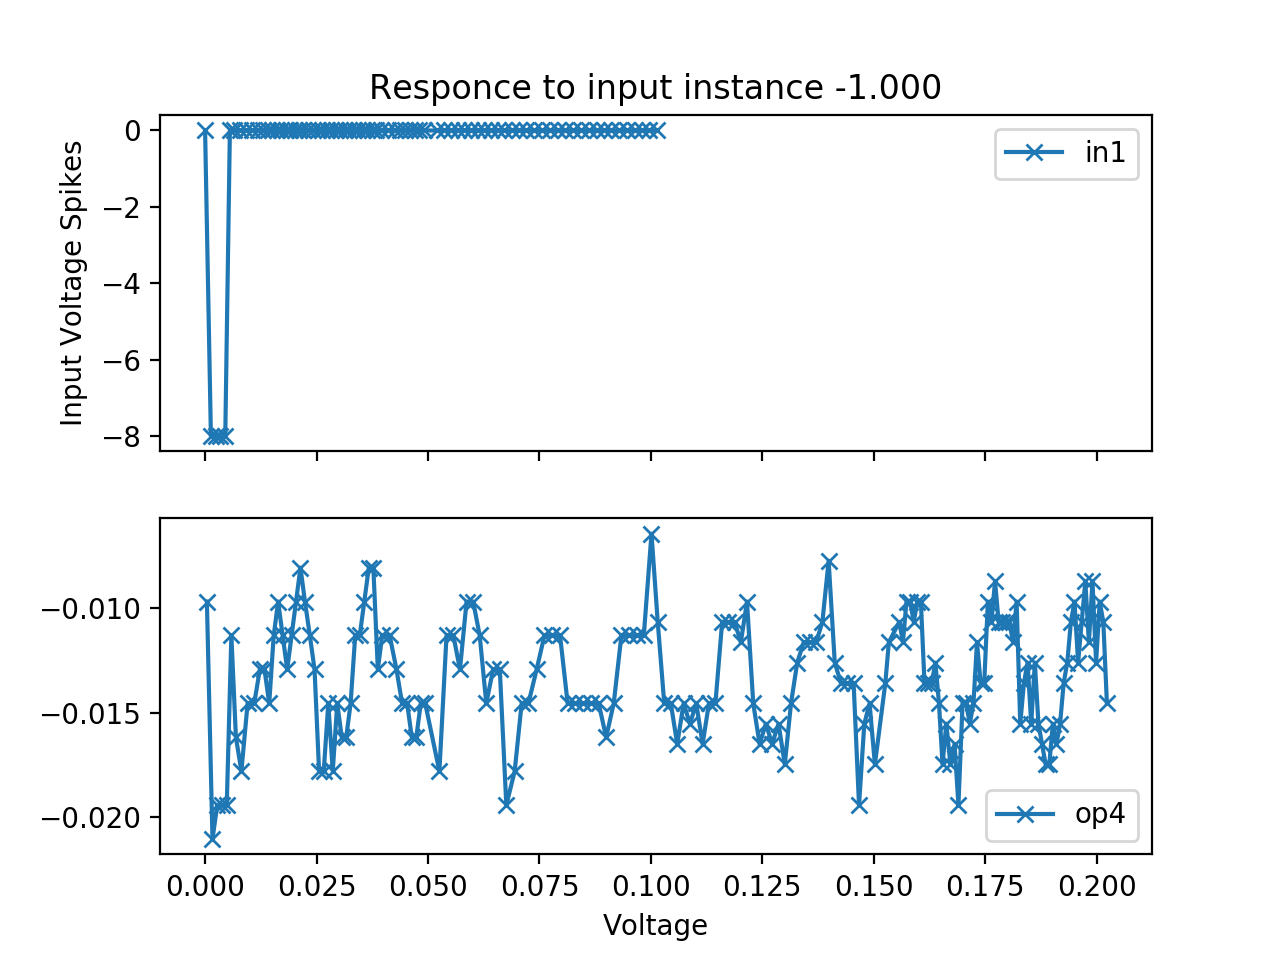 Responce to input instance -1.000
Input Voltage Spikes
0
−2
−4
−6
−8
in1
−0.010
−0.015
−0.020
op4
0.000 0.025 0.050 0.075 0.100 0.125 0.150 0.175 0.200
Voltage